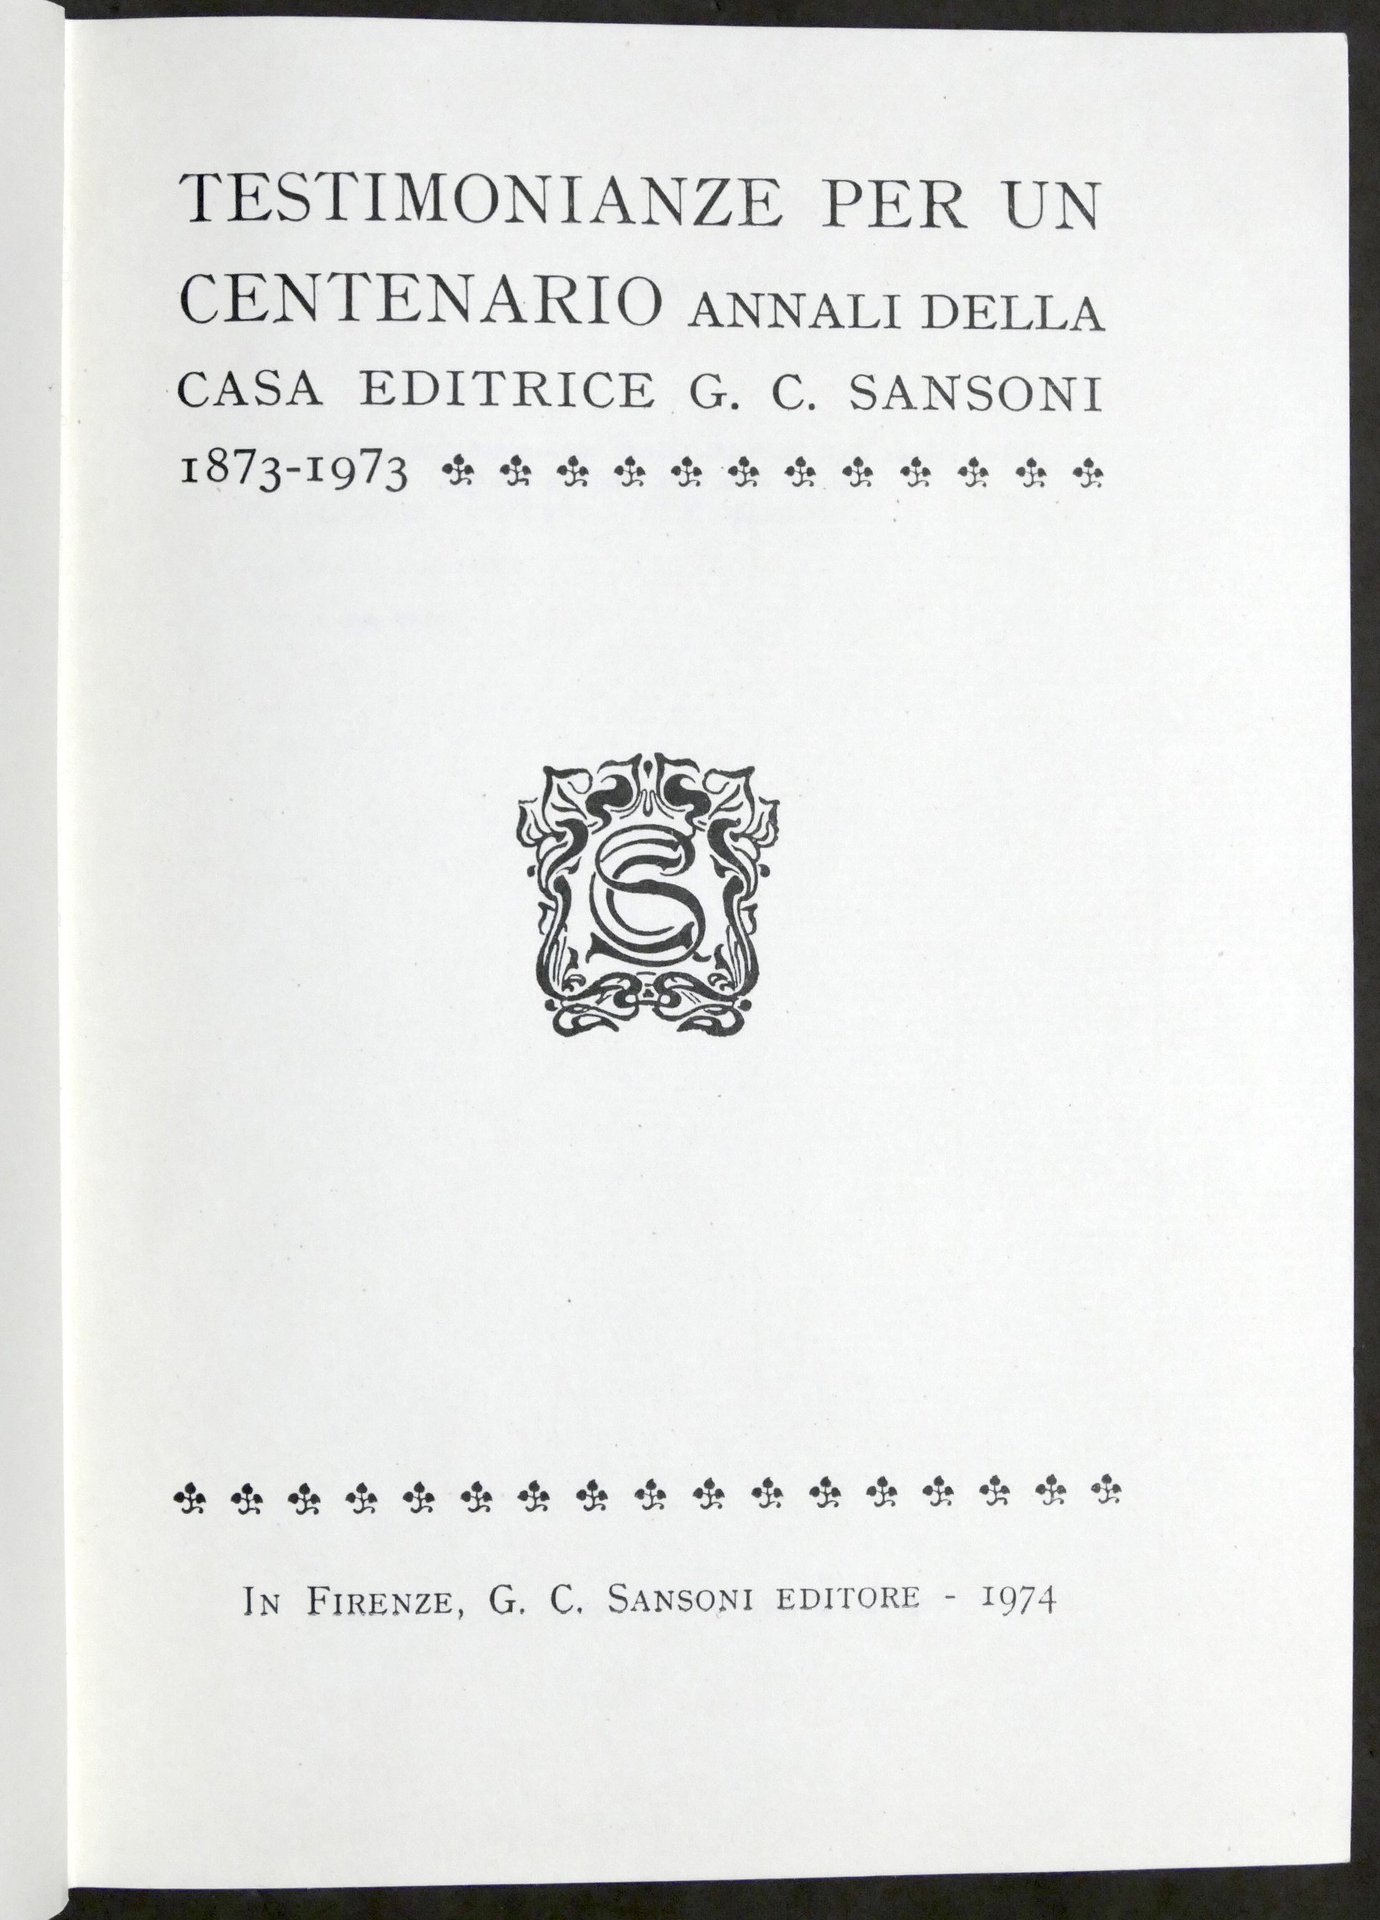 TESTIMONIANZE PER UN
CENTENARIO ANNALI DELLA
CASA EDITRICE G. C. SANSONI
1873-1973
In Firenze, G. C. Sansoni editore - 1974